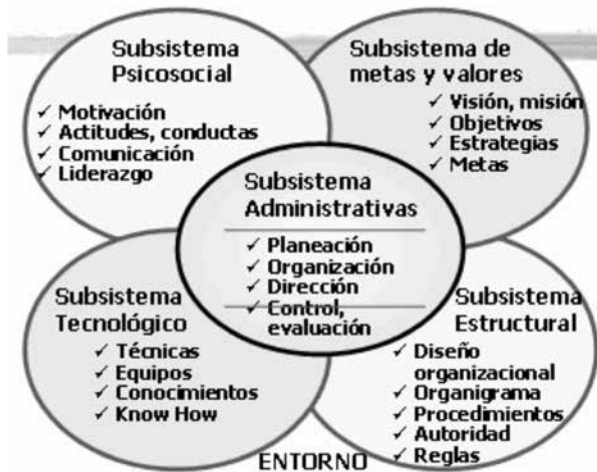 Subsistema
Psicosocial
✓ Motivación
✓ Actitudes, conductas
✓ Comunicación
✓ Liderazgo
Subsistema de
metas y valores
✓ Visión, misión
✓ Objetivos
✓ Estrategias
✓ Metas
Subsistema
Administrativas
✓ Planeación
✓ Organización
✓ Dirección
✓ Control,
evaluación
Subsistema
Tecnológico
✓ Técnicas
✓ Equipos
✓ Conocimientos
✓ Know How
Subsistema
Estructural
✓ Diseño
organizacional
✓ Organigrama
✓ Procedimientos
✓ Autoridad
✓ Reglas
ENTORNO